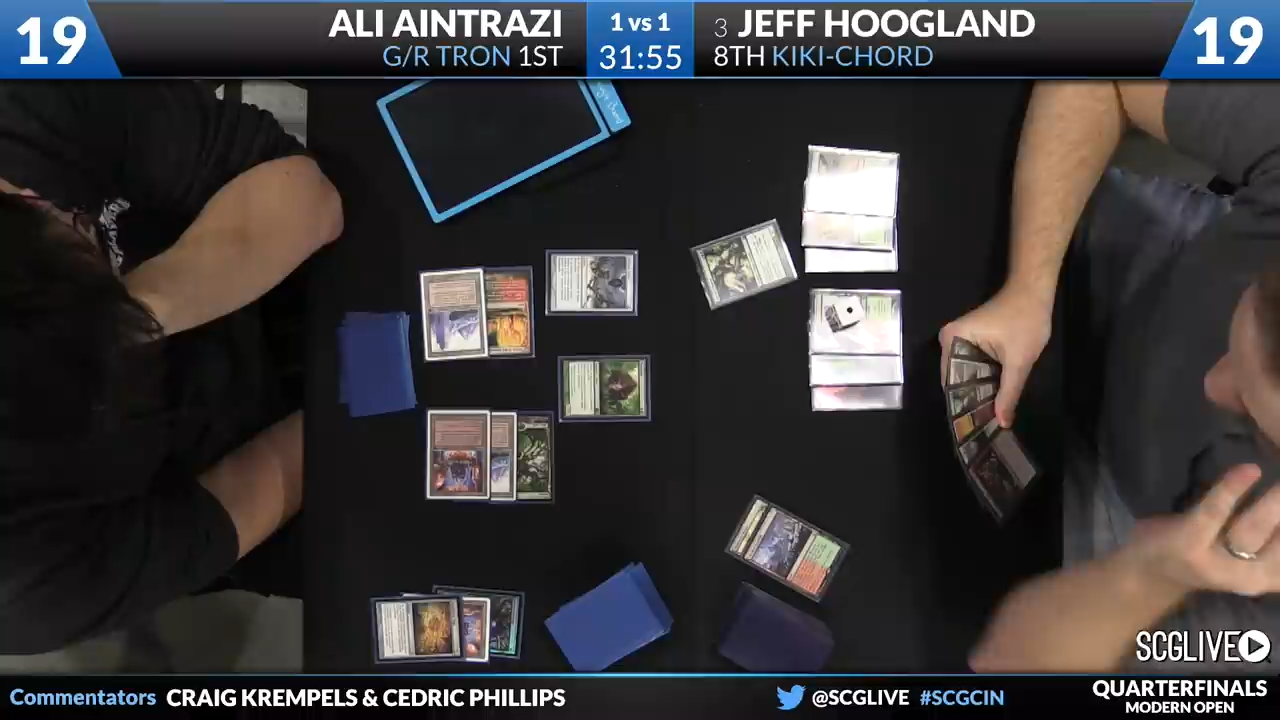 19
ALI AINTRAZI
G/R TRON 1ST
1 vs 1
31:55
3 JEFF HOOGLAND
8TH KIKI-CHORD
19
SCGLIVE
Commentators CRAIG KREMPELS & CEDRIC PHILLIPS
@SCGLIVE #SCGCIN
QUARTERFINALS
MODERN OPEN